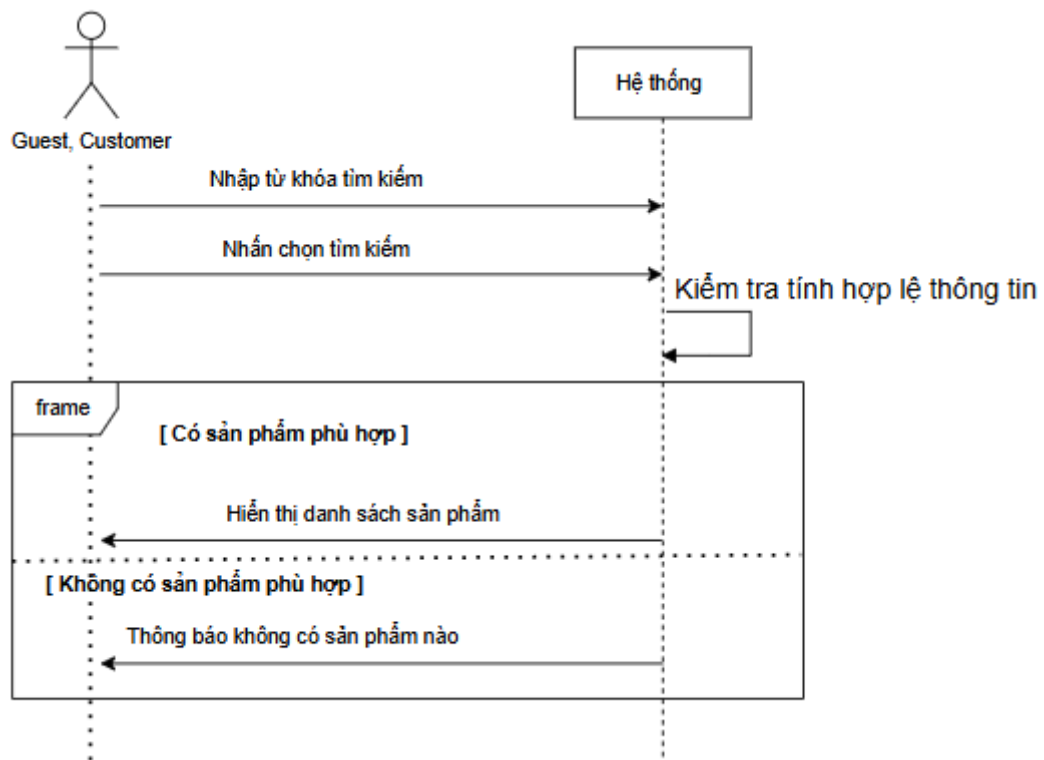 Hệ thống
Guest, Customer
Nhập từ khóa tìm kiếm
Nhấn chọn tìm kiếm
Kiểm tra tính hợp lệ thông tin
frame
[ Có sản phẩm phù hợp ]
Hiển thị danh sách sản phẩm
[ Không có sản phẩm phù hợp ]
Thông báo không có sản phẩm nào